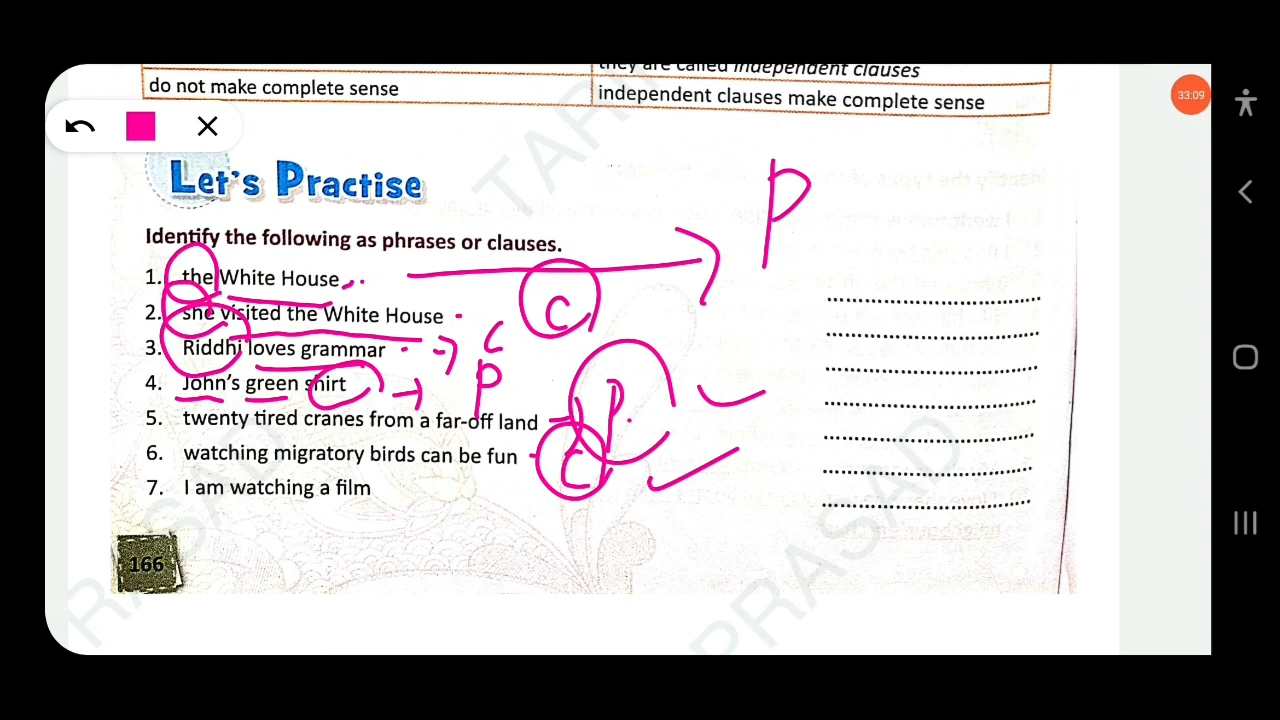 they are called independent clauses
do not make complete sense
independent clauses make complete sense
33:09
Let's Practise
P
Identify the following as phrases or clauses.
1. the White House
2. she visited the White House
C
3. Riddhi loves grammar
C
4. John's green shirt
P
5. twenty tired cranes from a far-off land
P.
6. watching migratory birds can be fun
C
7. I am watching a film
166
PRASAD
PRASAD
TAR